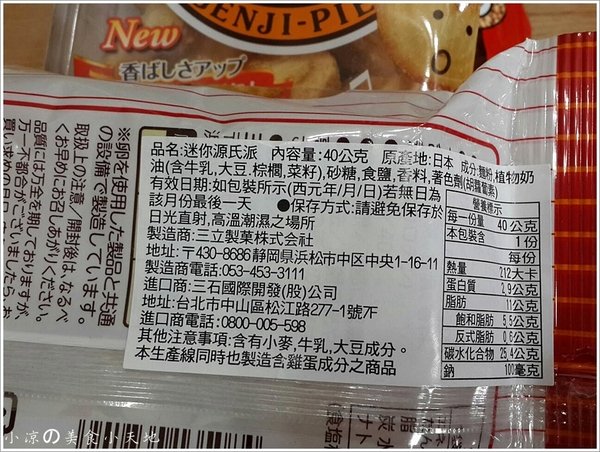 GENJI-PIE
New
香ばしさアップ
※卵を使用した製品と共通
の設備で製造しています。
取扱上の注意／開封後は、なるべ
くお早めにお召しあがりください。
品質には万全を期しておりますが、
万一不都合がございましたら、お
品名:迷你源氏派 內容量:40公克 原產地:日本 成分:麵粉,植物奶
油(含牛乳,大豆,棕櫚,菜籽),砂糖,食鹽,香料,著色劑(胡蘿蔔素)
有效日期:如包裝所示(西元年/月/日)若無日為
該月份最後一天 ●保存方式:請避免保存於
日光直射,高溫潮濕之場所
製造商:三立製菓株式会社
地址:〒430-8686静岡県浜松市中区中央1-16-11
製造商電話:053-453-3111
進口商:三石國際開發(股)公司
地址:台北市中山區松江路277-1號7F
進口商電話:0800-005-598
其他注意事項:含有小麥,牛乳,大豆成分。
本生產線同時也製造含雞蛋成分之商品
營養標示
每一份量 40公克
本包裝含 1份
每份
熱量 212大卡
蛋白質 2.9公克
脂肪 11公克
飽和脂肪 5.5公克
反式脂肪 0.6公克
碳水化合物 25.4公克
鈉 100毫克
小涼の美食小天地